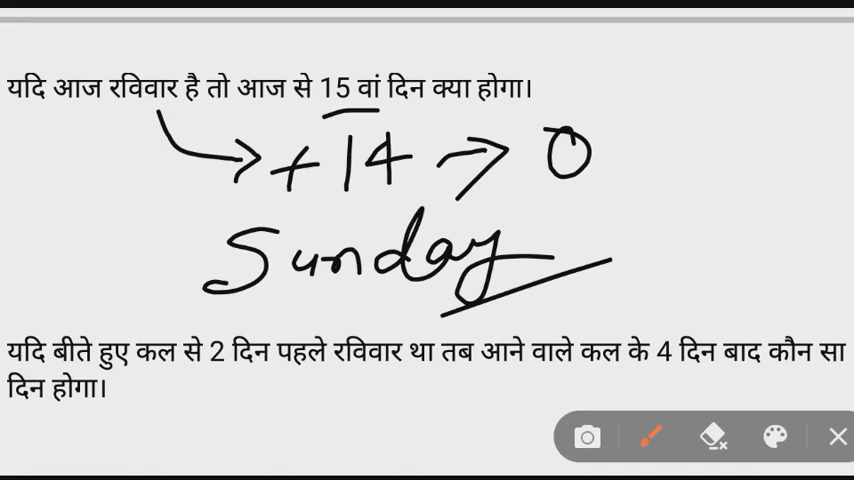 यदि आज रविवार है तो आज से 15 वां दिन क्या होगा।
+14 → 0
Sunday
यदि बीते हुए कल से 2 दिन पहले रविवार था तब आने वाले कल के 4 दिन बाद कौन सा
दिन होगा।